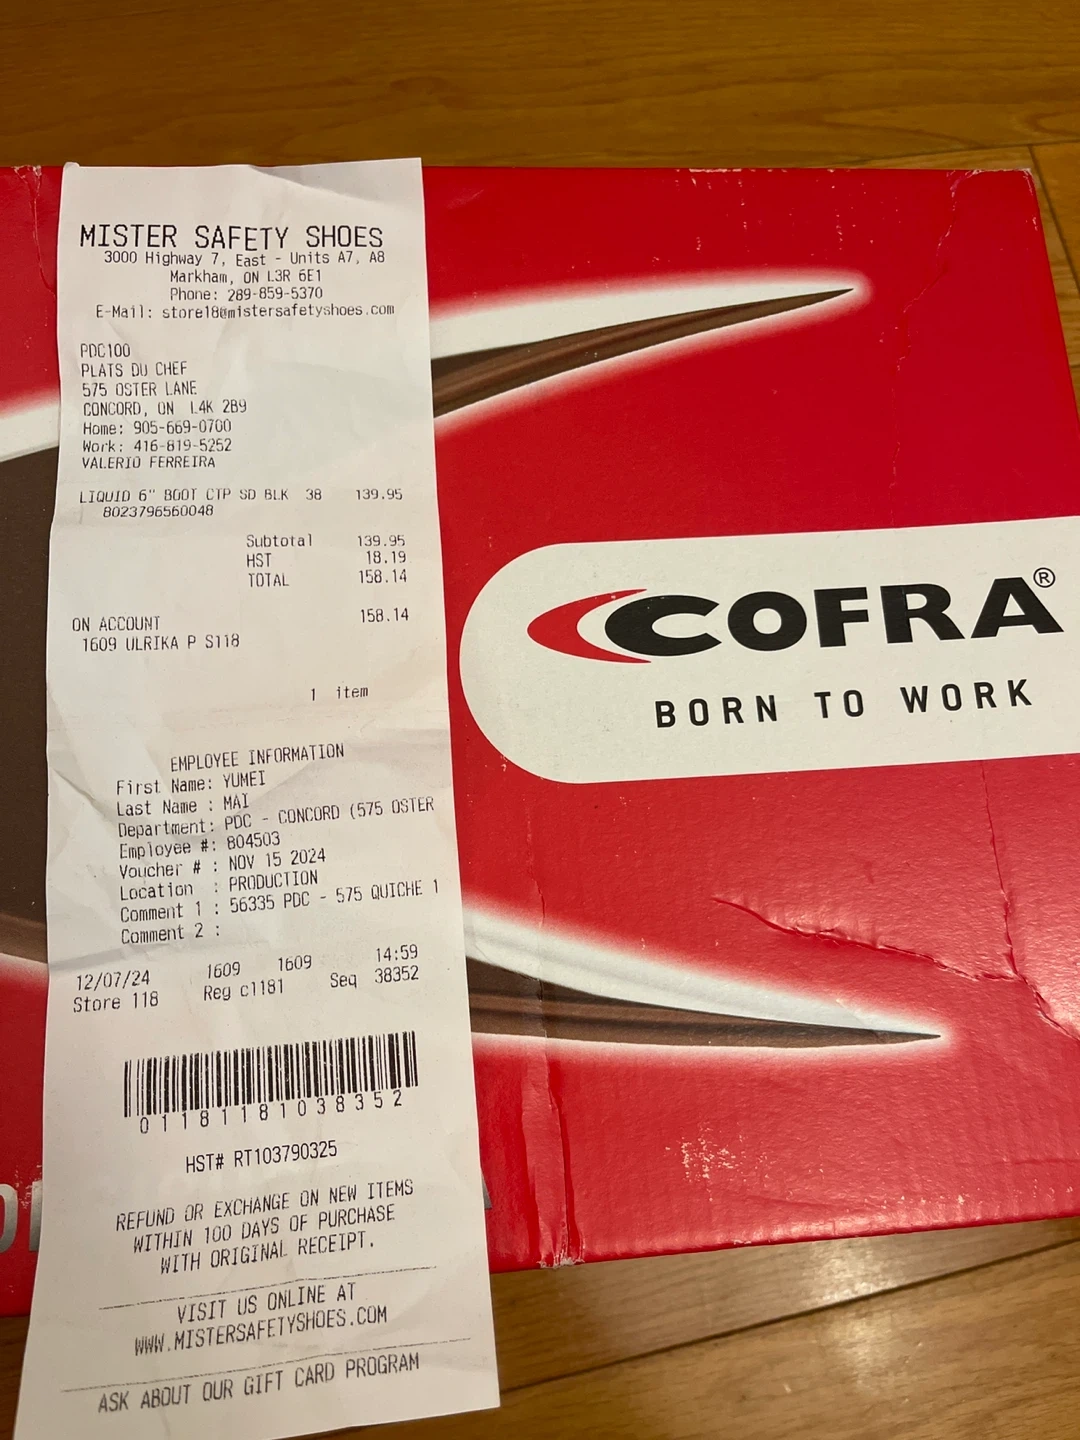 MISTER SAFETY SHOES
3000 Highway 7, East - Units A7, A8
Markham, ON L3R 6E1
Phone: 289-859-5370
E-Mail: store18@mistersafetyshoes.com
PDC100
PLATS DU CHEF
575 OSTER LANE
CONCORD, ON L4K 2B9
Home: 905-669-0700
Work: 416-819-5252
VALERIO FERREIRA
LIQUID 6" BOOT CTP SD BLK 38 139.95
8023796560048
Subtotal 139.95
HST 18.19
TOTAL 158.14
ON ACCOUNT 158.14
1609 ULRIKA P S118
1 item
EMPLOYEE INFORMATION
First Name: YUMEI
Last Name : MAI
Department: PDC - CONCORD (575 OSTER
Employee #: 804503
Voucher # : NOV 15 2024
Location : PRODUCTION
Comment 1 : 56335 PDC - 575 QUICHE 1
Comment 2 :
12/07/24 1609 1609 14:59
Store 118 Reg c1181 Seq 38352
01181181038352
HST# RT103790325
REFUND OR EXCHANGE ON NEW ITEMS
WITHIN 100 DAYS OF PURCHASE
WITH ORIGINAL RECEIPT.
VISIT US ONLINE AT
WWW.MISTERSAFETYSHOES.COM
ASK ABOUT OUR GIFT CARD PROGRAM
COFRA®
BORN TO WORK